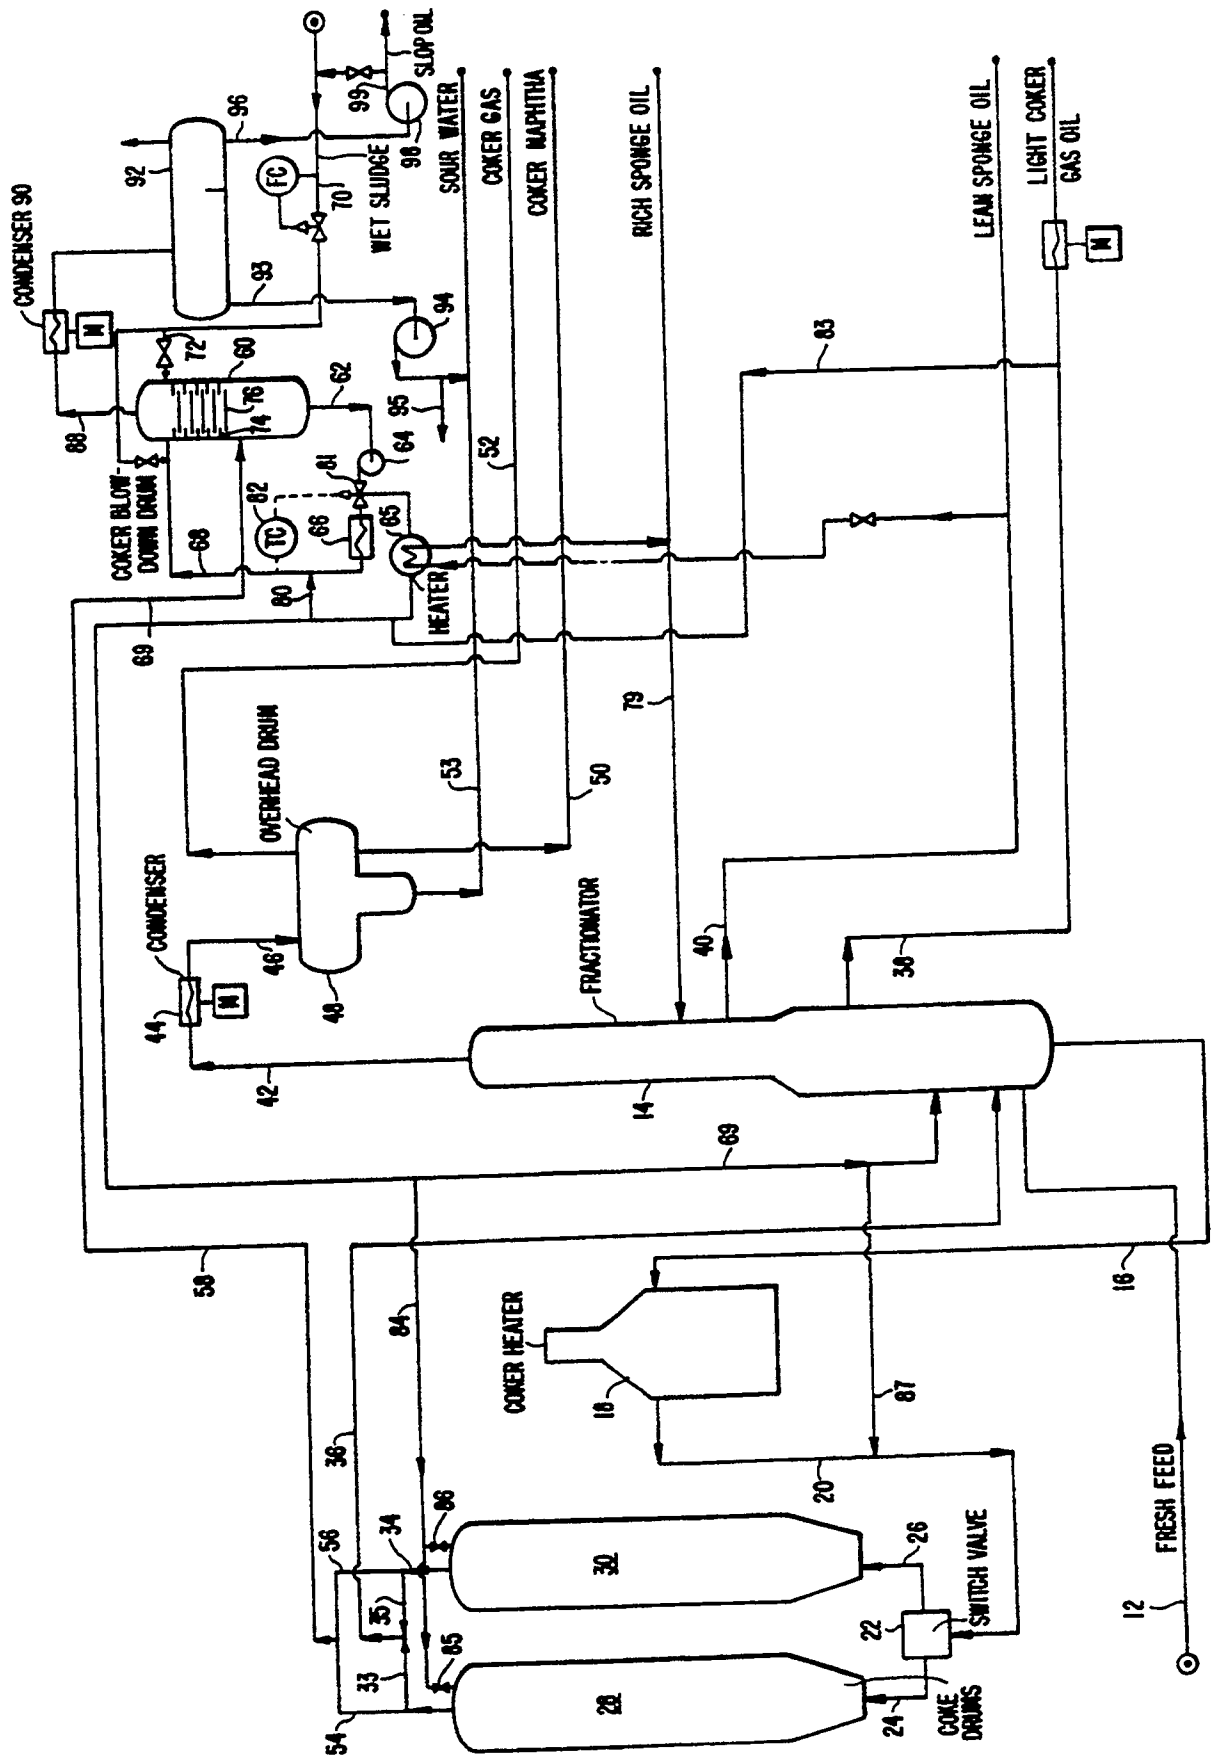 CONDENSER 90
M
88
92
96
99
SLOP OIL
98
FC
70
WET SLUDGE
93
94
95
72
60
76
74
62
64
81
COKER BLOW-
DOWN DRUM
82
TC
66
65
M
HEATER
68
80
69
SOUR WATER
COKER GAS
COKER NAPHTHA
RICH SPONGE OIL
LEAN SPONGE OIL
LIGHT COKER
GAS OIL
M
83
52
53
50
79
OVERHEAD DRUM
CONDENSER
44
M
46
48
42
FRACTIONATOR
14
40
38
69
58
36
84
COKER HEATER
18
87
20
16
56
34
86
35
33
85
54
30
28
26
22
24
SWITCH VALVE
COKE
DRUMS
FRESH FEED
12